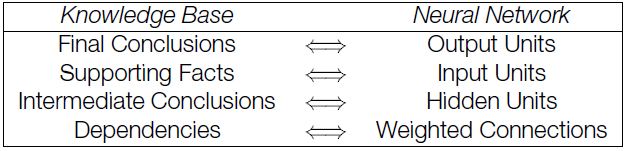 Knowledge Base Neural Network
Final Conclusions ⟺ Output Units
Supporting Facts ⟺ Input Units
Intermediate Conclusions ⟺ Hidden Units
Dependencies ⟺ Weighted Connections